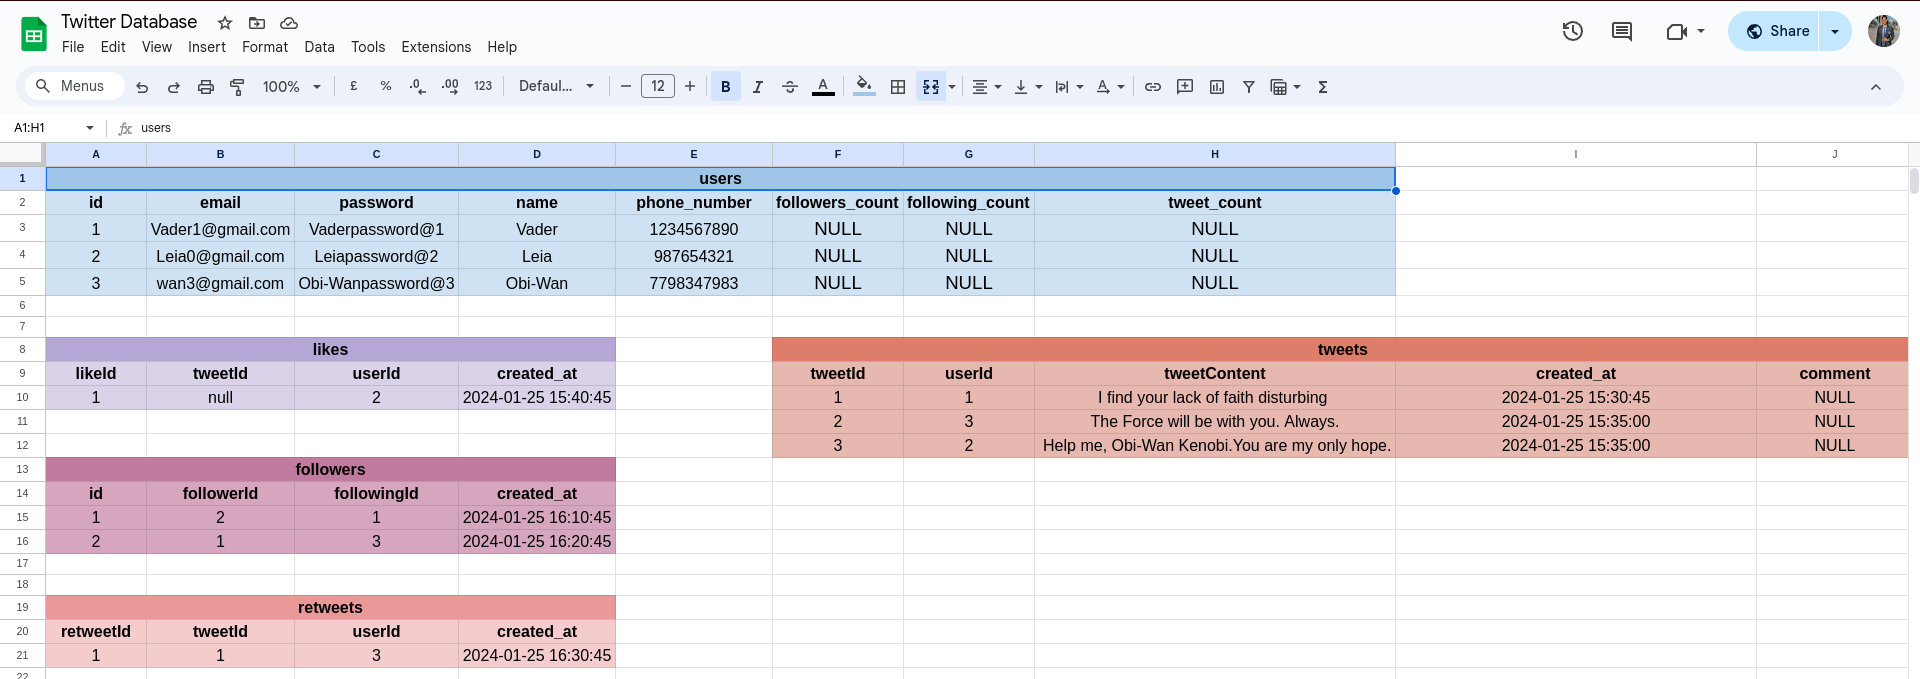 Twitter Database
File Edit View Insert Format Data Tools Extensions Help
Share
Menus 100% £ % .0 .00 123 Defaul... 12 B I A A Σ
A1:H1 fx users
A B C D E F G H I J
1 users
2 id email password name phone_number followers_count following_count tweet_count
3 1 Vader1@gmail.com Vaderpassword@1 Vader 1234567890 NULL NULL NULL
4 2 Leia0@gmail.com Leiapassword@2 Leia 987654321 NULL NULL NULL
5 3 wan3@gmail.com Obi-Wanpassword@3 Obi-Wan 7798347983 NULL NULL NULL
6
7
8 likes tweets
9 likeId tweetId userId created_at tweetId userId tweetContent created_at comment
10 1 null 2 2024-01-25 15:40:45 1 1 I find your lack of faith disturbing 2024-01-25 15:30:45 NULL
11 2 3 The Force will be with you. Always. 2024-01-25 15:35:00 NULL
12 3 2 Help me, Obi-Wan Kenobi.You are my only hope. 2024-01-25 15:35:00 NULL
13 followers
14 id followerId followingId created_at
15 1 2 1 2024-01-25 16:10:45
16 2 1 3 2024-01-25 16:20:45
17
18
19 retweets
20 retweetId tweetId userId created_at
21 1 1 3 2024-01-25 16:30:45
22